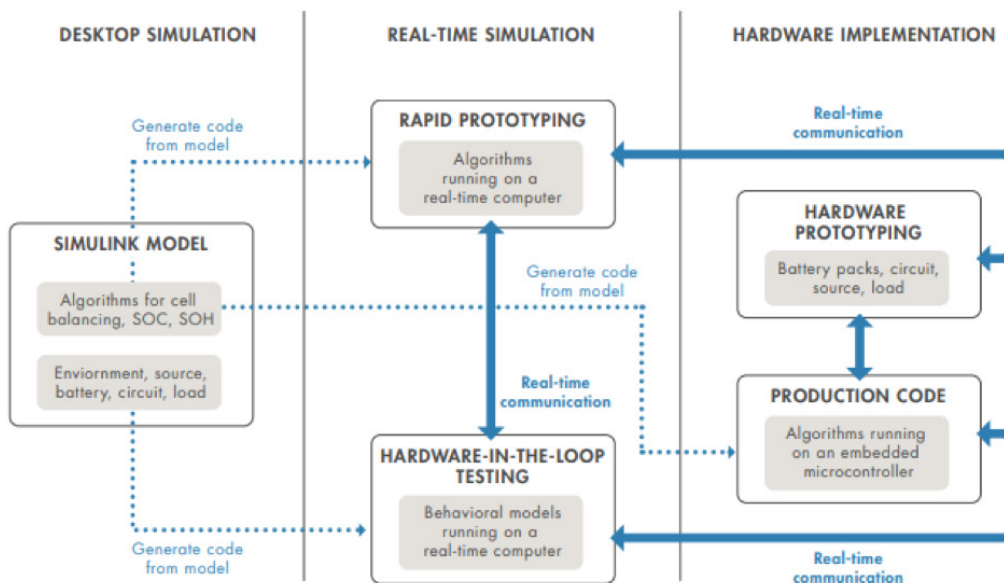 DESKTOP SIMULATION
REAL-TIME SIMULATION
HARDWARE IMPLEMENTATION
Generate code
from model
RAPID PROTOTYPING
Algorithms
running on a
real-time computer
Real-time
communication
SIMULINK MODEL
Algorithms for cell
balancing, SOC, SOH
Enviornment, source,
battery, circuit, load
Generate code
from model
HARDWARE
PROTOTYPING
Battery packs, circuit,
source, load
Real-time
communication
PRODUCTION CODE
Algorithms running
on an embedded
microcontroller
HARDWARE-IN-THE-LOOP
TESTING
Behavioral models
running on a
real-time computer
Generate code
from model
Real-time
communication